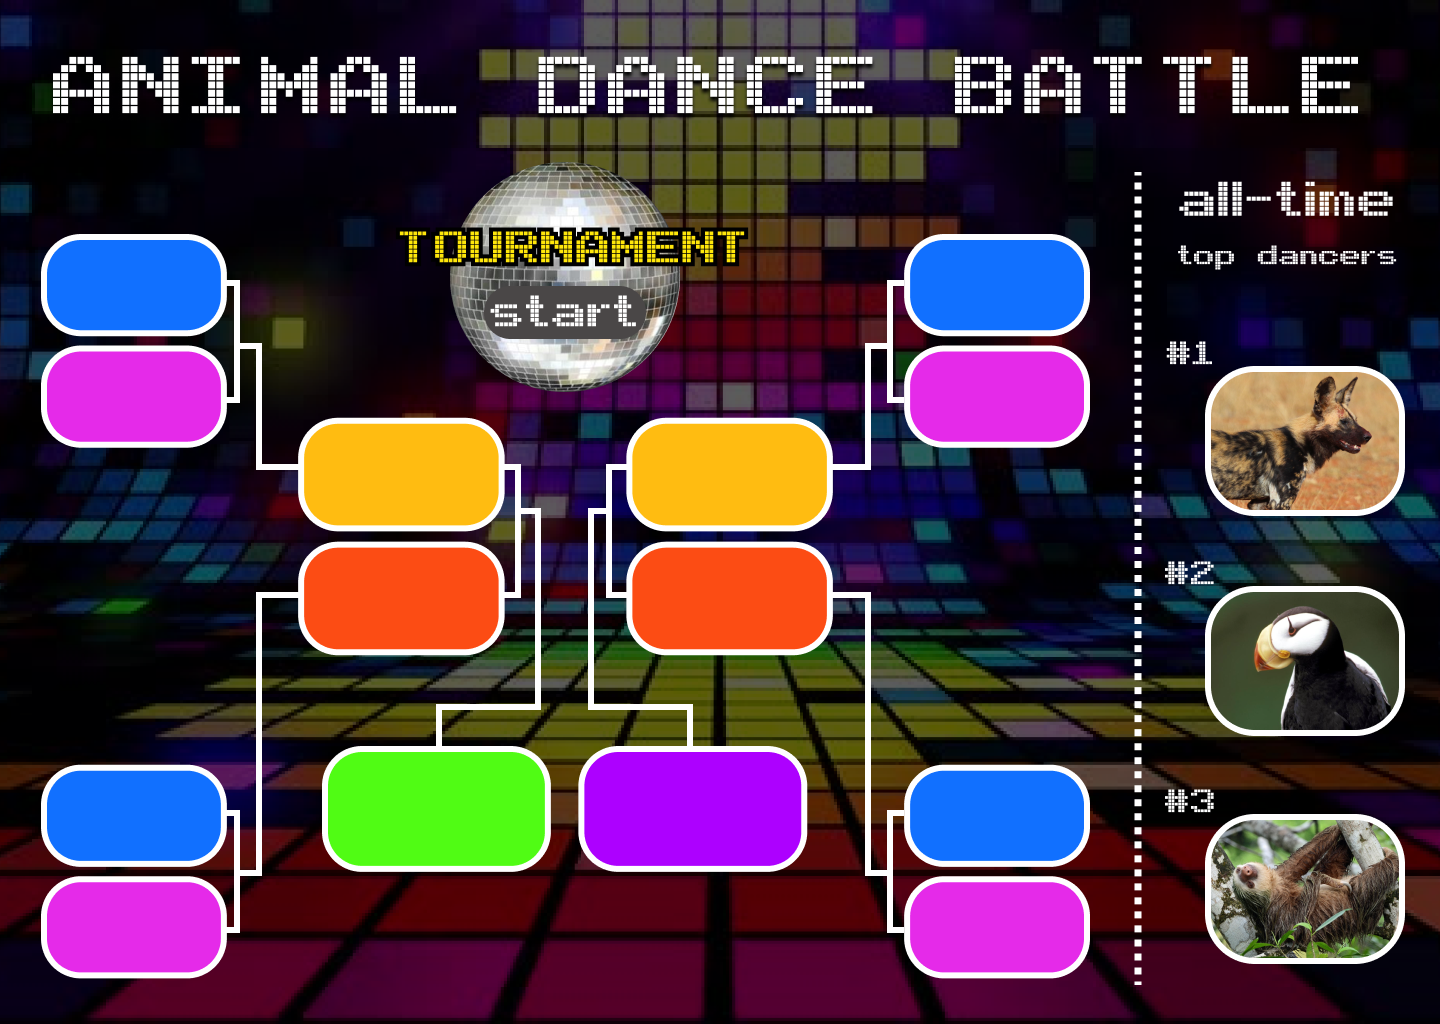 ANIMAL DANCE BATTLE
TOURNAMENT
start
all-time
top dancers
#1
#2
#3